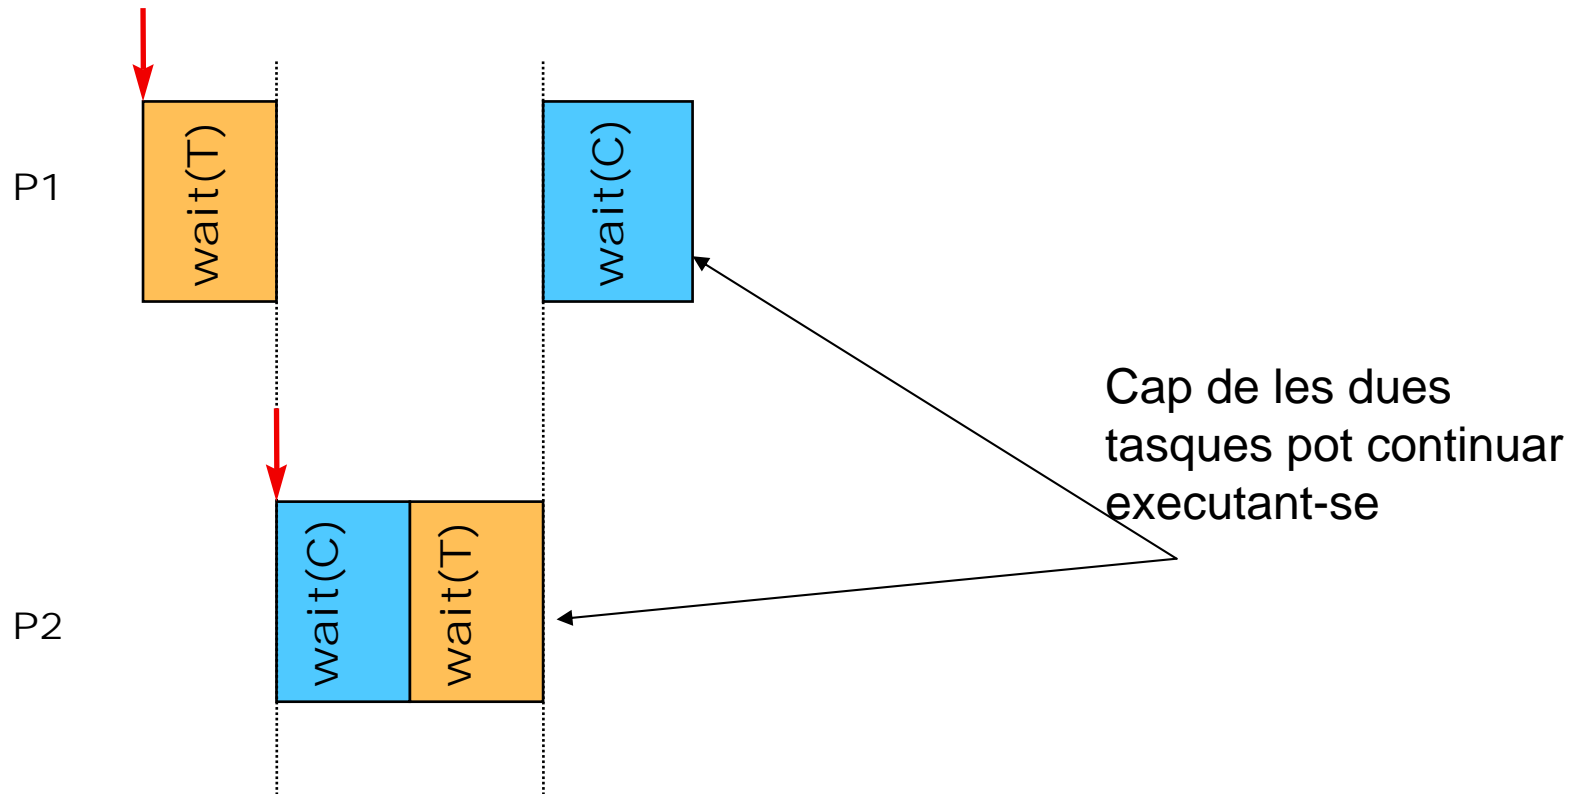 P1
wait(T)
wait(C)
Cap de les dues
tasques pot continuar
executant-se
P2
wait(C)
wait(T)